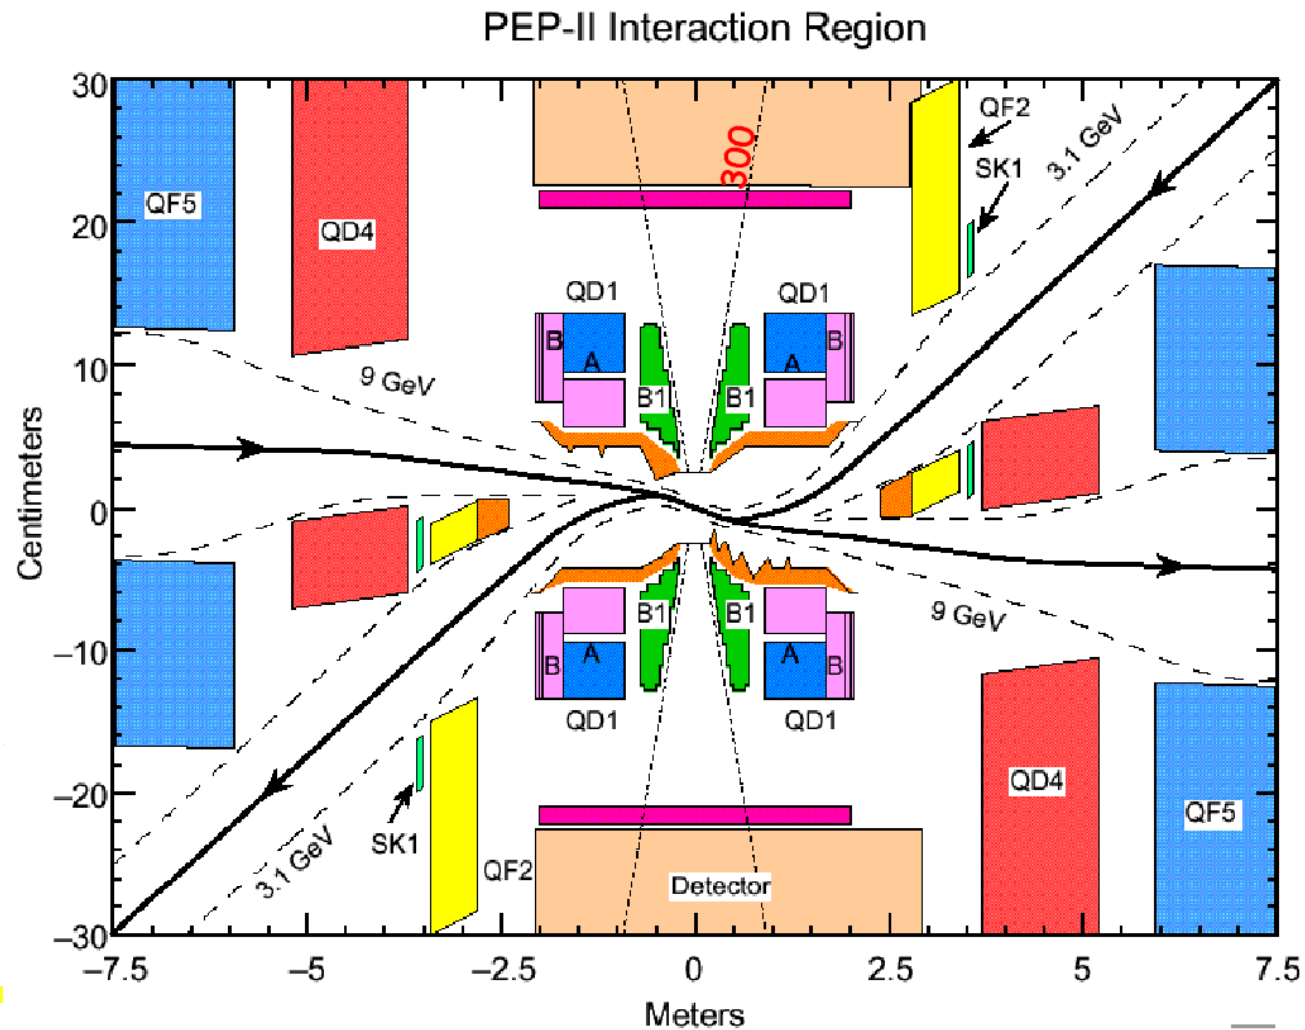 PEP-II Interaction Region
30
20
10
0
–10
–20
–30
Centimeters
–7.5
–5
–2.5
0
2.5
5
7.5
Meters
QF5
QD4
300
QF2
SK1
3.1 GeV
QD1
QD1
B
A
B1
B1
A
B
9 GeV
9 GeV
B
A
B1
B1
A
B
QD1
QD1
SK1
3.1 GeV
QF2
Detector
QD4
QF5